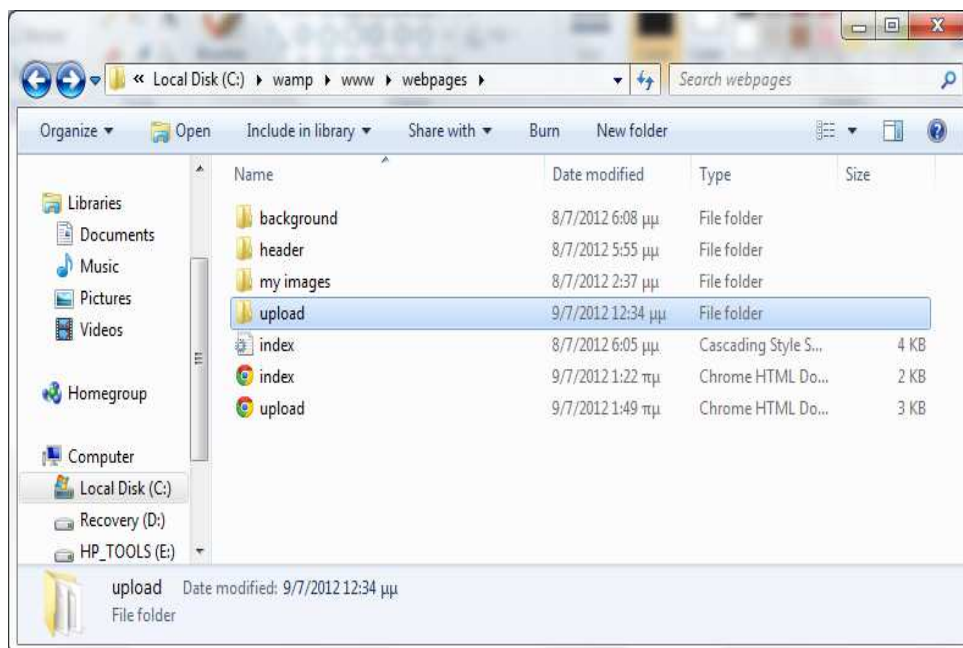 « Local Disk (C:) ▸ wamp ▸ www ▸ webpages ▸
Search webpages
Organize ▾ Open Include in library ▾ Share with ▾ Burn New folder
Name Date modified Type Size
Libraries
Documents
Music
Pictures
Videos
Homegroup
Computer
Local Disk (C:)
Recovery (D:)
HP_TOOLS (E:)
background 8/7/2012 6:08 μμ File folder
header 8/7/2012 5:55 μμ File folder
my images 8/7/2012 2:37 μμ File folder
upload 9/7/2012 12:34 μμ File folder
index 8/7/2012 6:05 μμ Cascading Style S... 4 KB
index 9/7/2012 1:22 πμ Chrome HTML Do... 2 KB
upload 9/7/2012 1:49 πμ Chrome HTML Do... 3 KB
upload Date modified: 9/7/2012 12:34 μμ
File folder